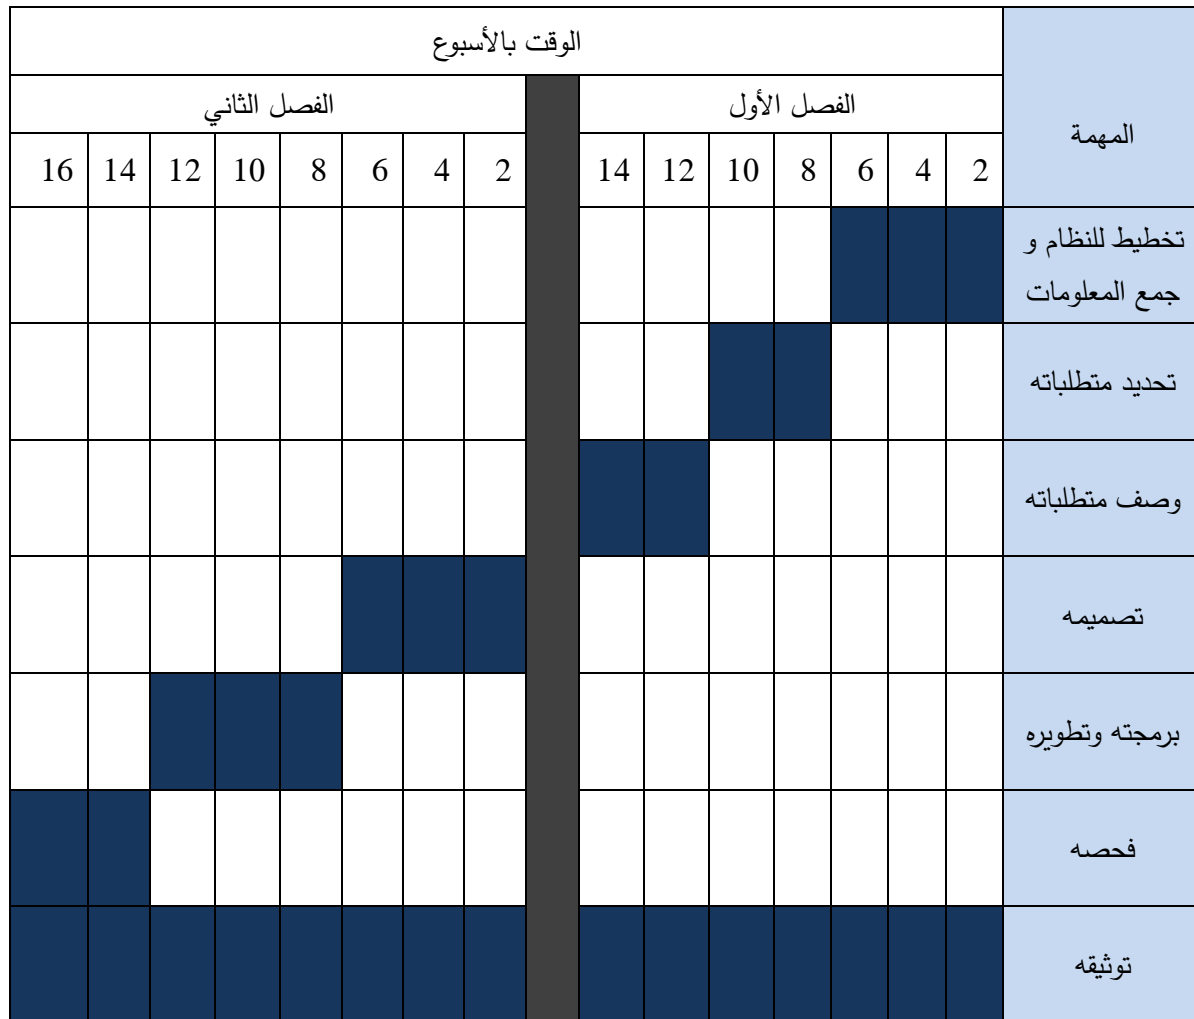 الوقت بالأسبوع
المهمة
الفصل الأول
الفصل الثاني
2 4 6 8 10 12 14
2 4 6 8 10 12 14 16
تخطيط للنظام و
جمع المعلومات
تحديد متطلباته
وصف متطلباته
تصميمه
برمجته وتطويره
فحصه
توثيقه